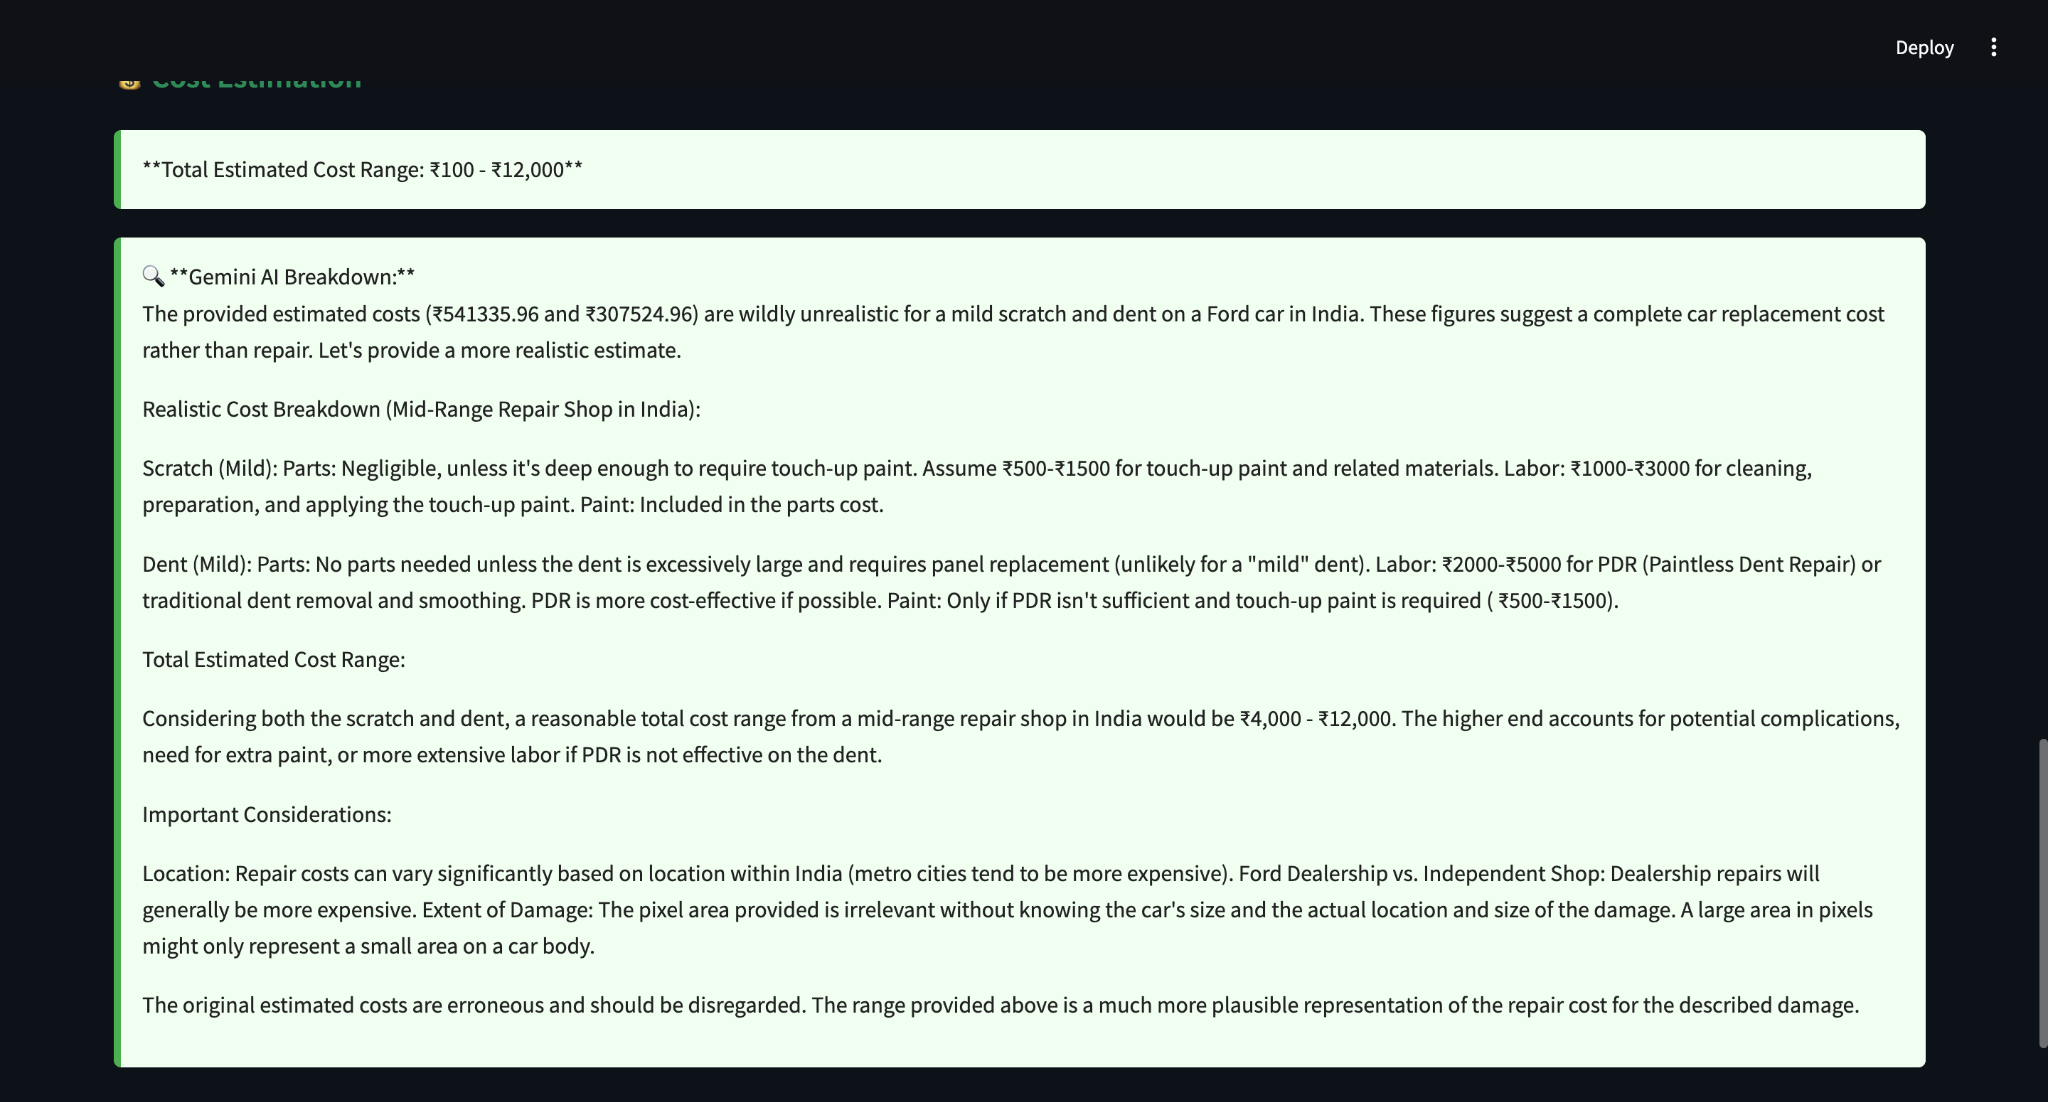 Deploy
Cost Estimation
**Total Estimated Cost Range: ₹100 - ₹12,000**
**Gemini AI Breakdown:**
The provided estimated costs (₹541335.96 and ₹307524.96) are wildly unrealistic for a mild scratch and dent on a Ford car in India. These figures suggest a complete car replacement cost
rather than repair. Let's provide a more realistic estimate.
Realistic Cost Breakdown (Mid-Range Repair Shop in India):
Scratch (Mild): Parts: Negligible, unless it's deep enough to require touch-up paint. Assume ₹500-₹1500 for touch-up paint and related materials. Labor: ₹1000-₹3000 for cleaning,
preparation, and applying the touch-up paint. Paint: Included in the parts cost.
Dent (Mild): Parts: No parts needed unless the dent is excessively large and requires panel replacement (unlikely for a "mild" dent). Labor: ₹2000-₹5000 for PDR (Paintless Dent Repair) or
traditional dent removal and smoothing. PDR is more cost-effective if possible. Paint: Only if PDR isn't sufficient and touch-up paint is required ( ₹500-₹1500).
Total Estimated Cost Range:
Considering both the scratch and dent, a reasonable total cost range from a mid-range repair shop in India would be ₹4,000 - ₹12,000. The higher end accounts for potential complications,
need for extra paint, or more extensive labor if PDR is not effective on the dent.
Important Considerations:
Location: Repair costs can vary significantly based on location within India (metro cities tend to be more expensive). Ford Dealership vs. Independent Shop: Dealership repairs will
generally be more expensive. Extent of Damage: The pixel area provided is irrelevant without knowing the car's size and the actual location and size of the damage. A large area in pixels
might only represent a small area on a car body.
The original estimated costs are erroneous and should be disregarded. The range provided above is a much more plausible representation of the repair cost for the described damage.